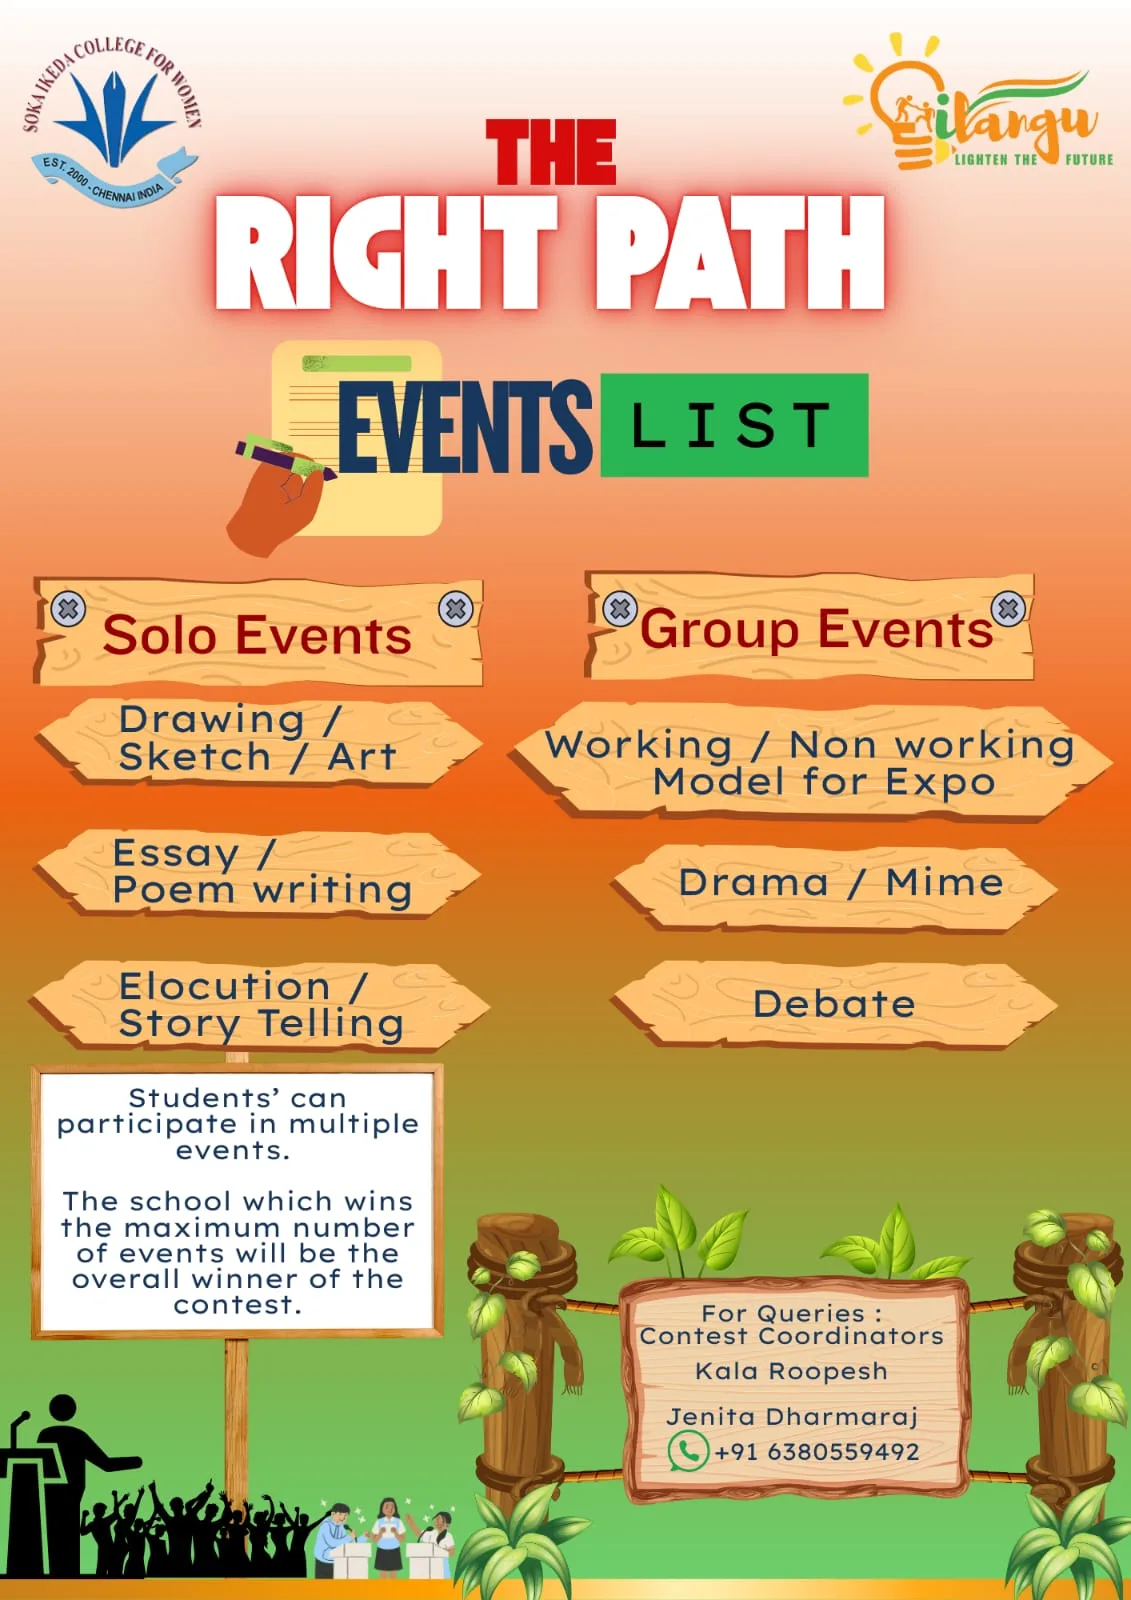 SOKA IKEDA COLLEGE FOR WOMEN
EST. 2000 - CHENNAI INDIA
ilangu
LIGHTEN THE FUTURE
THE
RIGHT PATH
EVENTS LIST
Solo Events
Drawing /
Sketch / Art
Essay /
Poem writing
Elocution /
Story Telling
Group Events
Working / Non working
Model for Expo
Drama / Mime
Debate
Students’ can
participate in multiple
events.
The school which wins
the maximum number
of events will be the
overall winner of the
contest.
For Queries :
Contest Coordinators
Kala Roopesh
Jenita Dharmaraj
+91 6380559492